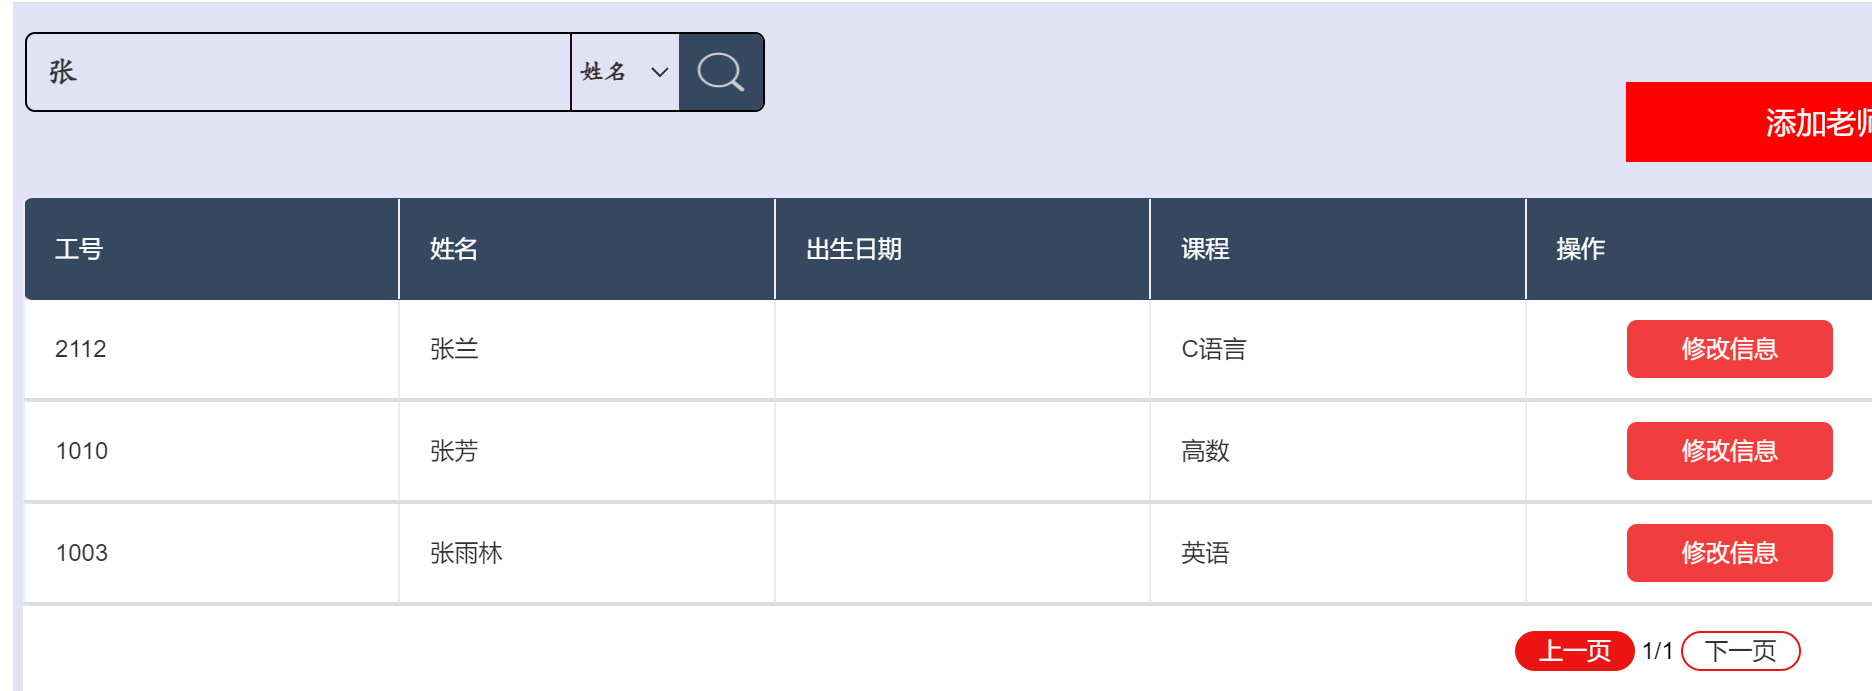 张 姓名
添加老师
工号 姓名 出生日期 课程 操作
2112 张兰 C语言 修改信息
1010 张芳 高数 修改信息
1003 张雨林 英语 修改信息
上一页 1/1 下一页